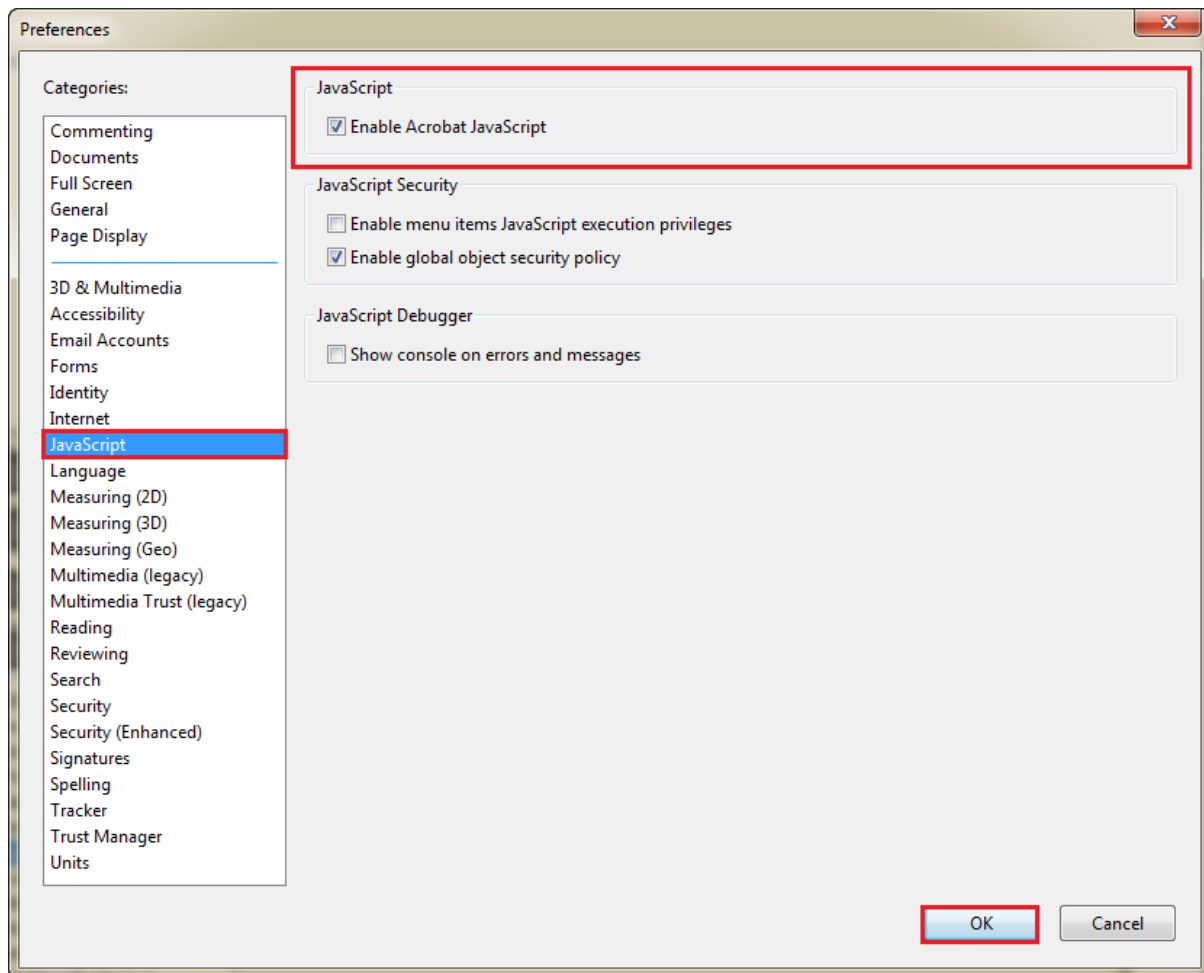 Preferences
Categories:
Commenting
Documents
Full Screen
General
Page Display
3D & Multimedia
Accessibility
Email Accounts
Forms
Identity
Internet
JavaScript
Language
Measuring (2D)
Measuring (3D)
Measuring (Geo)
Multimedia (legacy)
Multimedia Trust (legacy)
Reading
Reviewing
Search
Security
Security (Enhanced)
Signatures
Spelling
Tracker
Trust Manager
Units
JavaScript
Enable Acrobat JavaScript
JavaScript Security
Enable menu items JavaScript execution privileges
Enable global object security policy
JavaScript Debugger
Show console on errors and messages
OK
Cancel